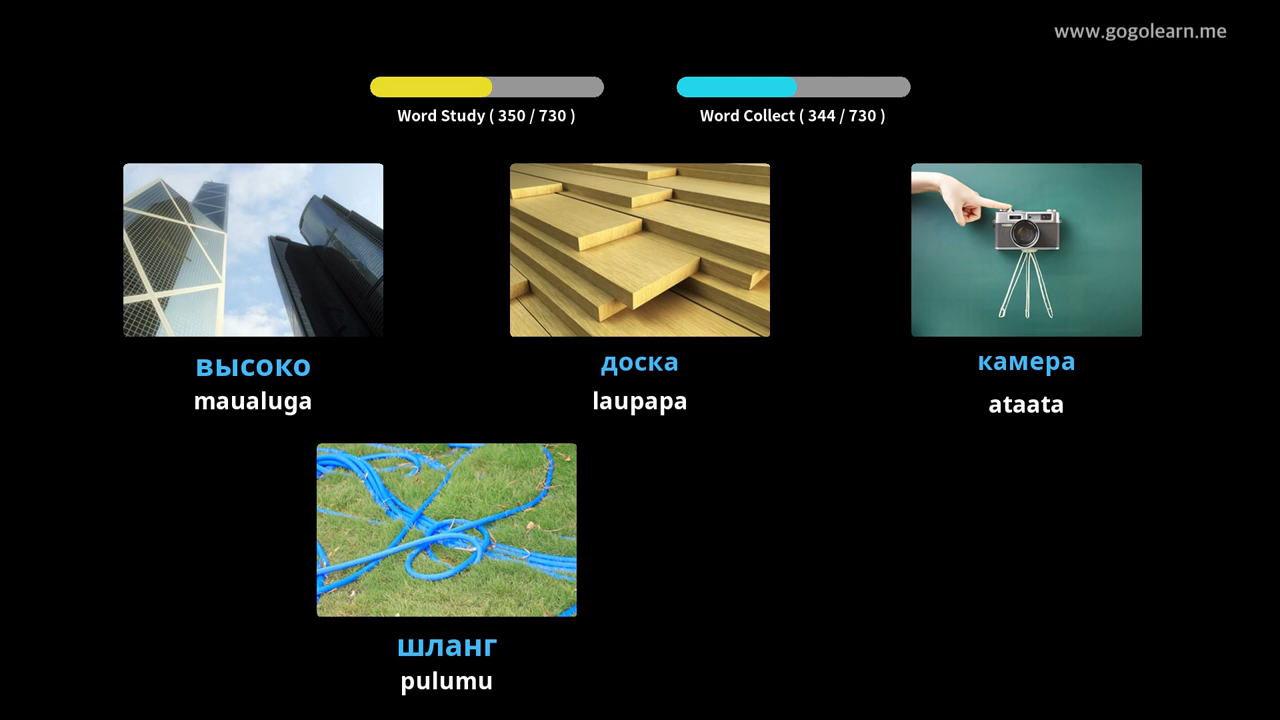 www.gogolearn.me
Word Study ( 350 / 730 )
Word Collect ( 344 / 730 )
высоко
maualuga
доска
laupapa
камера
ataata
шланг
pulumu